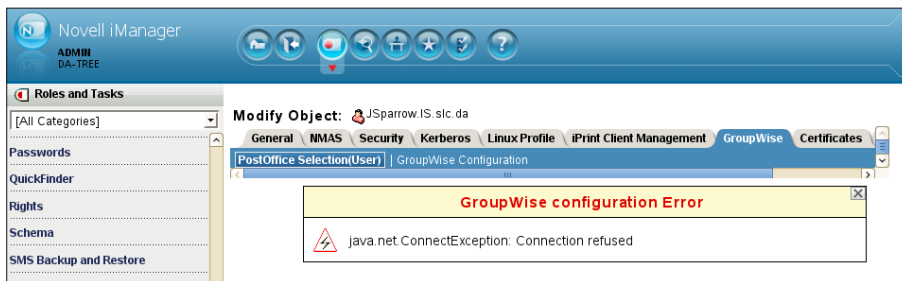 Novell iManager
ADMIN
DA-TREE
Roles and Tasks
[All Categories]
Passwords
QuickFinder
Rights
Schema
SMS Backup and Restore
Modify Object: JSparrow.IS.slc.da
General NMAS Security Kerberos Linux Profile iPrint Client Management GroupWise Certificates
PostOffice Selection(User) | GroupWise Configuration
GroupWise configuration Error
java.net.ConnectException: Connection refused